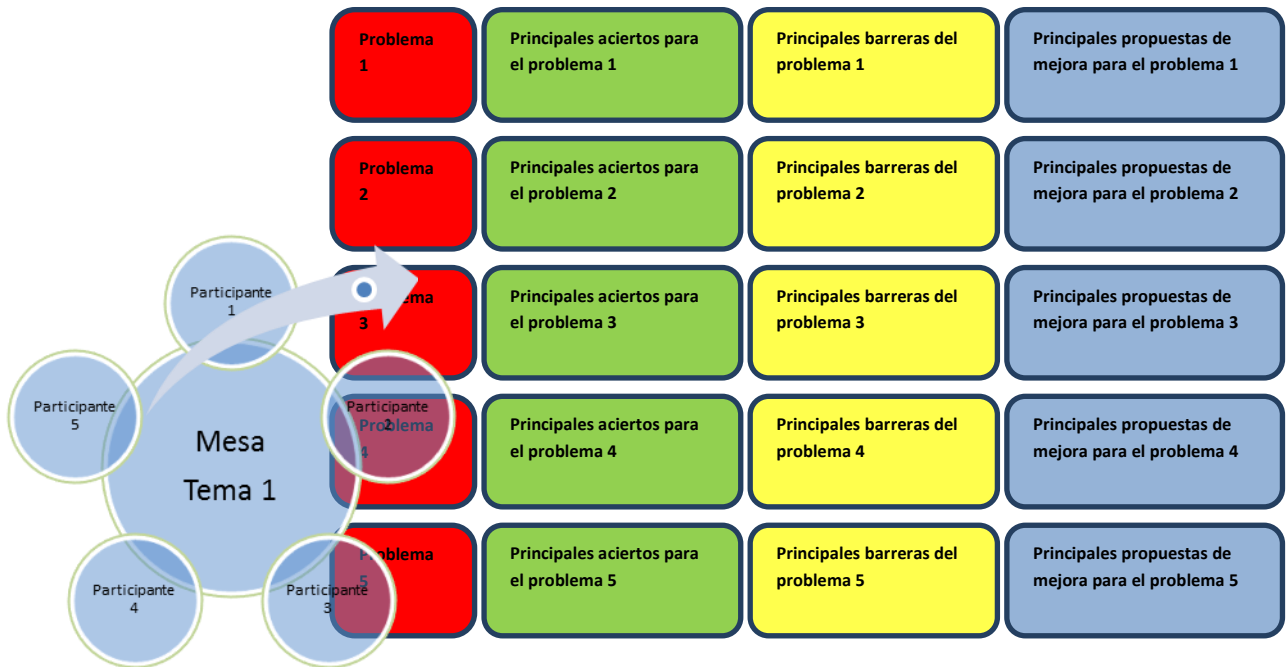 Problema
1
Principales aciertos para
el problema 1
Principales barreras del
problema 1
Principales propuestas de
mejora para el problema 1
Problema
2
Principales aciertos para
el problema 2
Principales barreras del
problema 2
Principales propuestas de
mejora para el problema 2
Problema
3
Principales aciertos para
el problema 3
Principales barreras del
problema 3
Principales propuestas de
mejora para el problema 3
Problema
4
Principales aciertos para
el problema 4
Principales barreras del
problema 4
Principales propuestas de
mejora para el problema 4
Problema
5
Principales aciertos para
el problema 5
Principales barreras del
problema 5
Principales propuestas de
mejora para el problema 5
Participante
1
Participante
2
Participante
3
Participante
4
Participante
5
Mesa
Tema 1